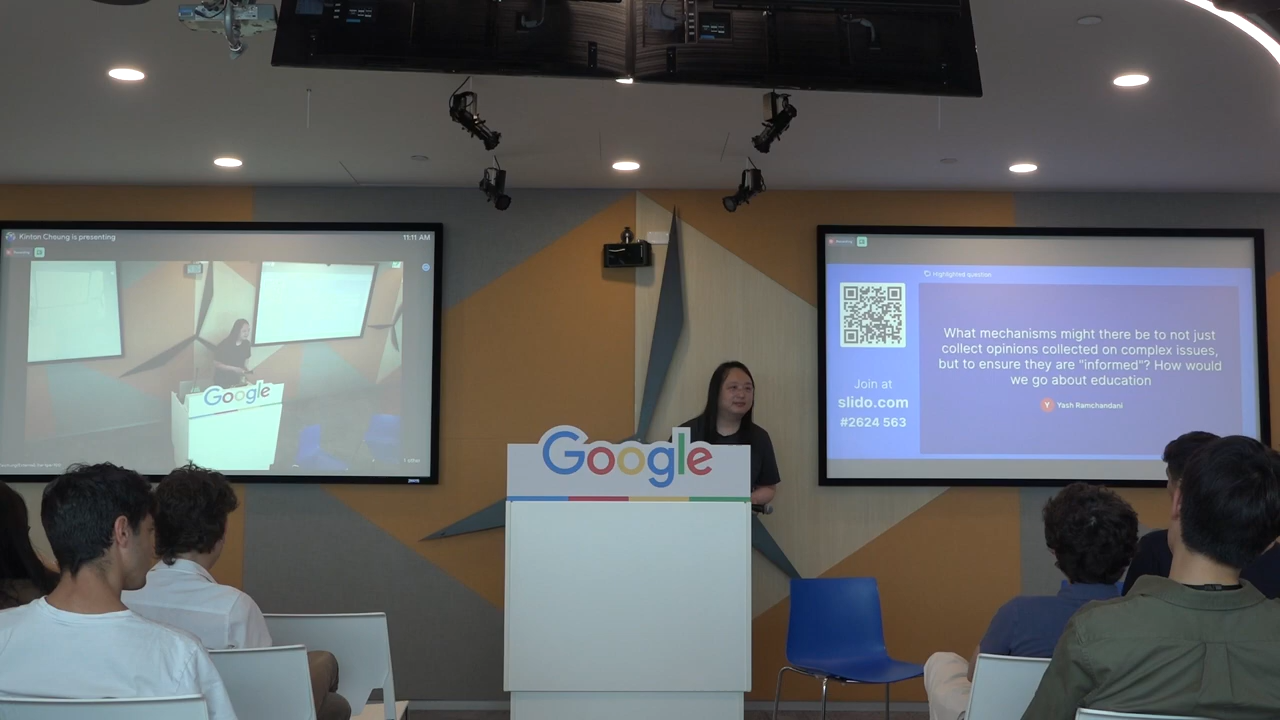 Kinton Cheung is presenting
11:11 AM
Google
Google
Highlighted question
What mechanisms might there be to not just
collect opinions collected on complex issues,
but to ensure they are "informed"? How would
we go about education
Y Yash Ramchandani
Join at
slido.com
#2624 563